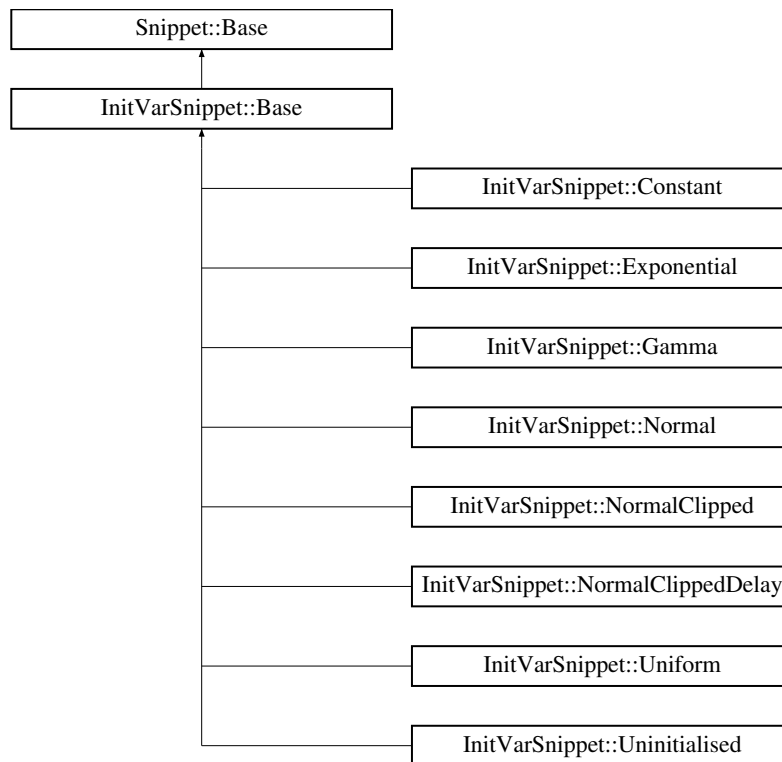 Snippet::Base
InitVarSnippet::Base
InitVarSnippet::Constant
InitVarSnippet::Exponential
InitVarSnippet::Gamma
InitVarSnippet::Normal
InitVarSnippet::NormalClipped
InitVarSnippet::NormalClippedDelay
InitVarSnippet::Uniform
InitVarSnippet::Uninitialised